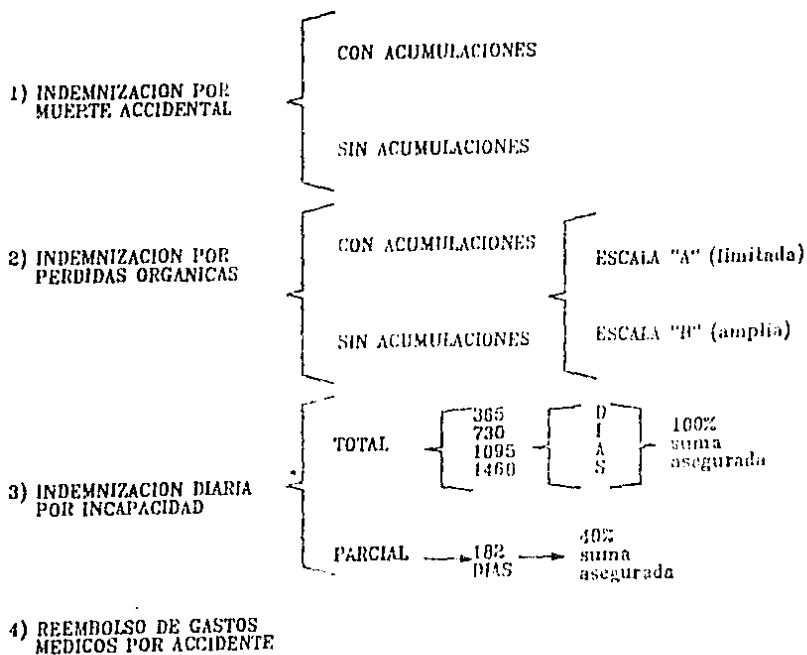 CON ACUMULACIONES
1) INDEMNIZACION POR
MUERTE ACCIDENTAL
SIN ACUMULACIONES
2) INDEMNIZACION POR
PERDIDAS ORGANICAS
CON ACUMULACIONES
SIN ACUMULACIONES
ESCALA "A" (limitada)
ESCALA "B" (amplia)
3) INDEMNIZACION DIARIA
POR INCAPACIDAD
TOTAL
365
730
1095
1460
D
I
A
S
100%
suma
asegurada
PARCIAL
182
DIAS
40%
suma
asegurada
4) REEMBOLSO DE GASTOS
MEDICOS POR ACCIDENTE